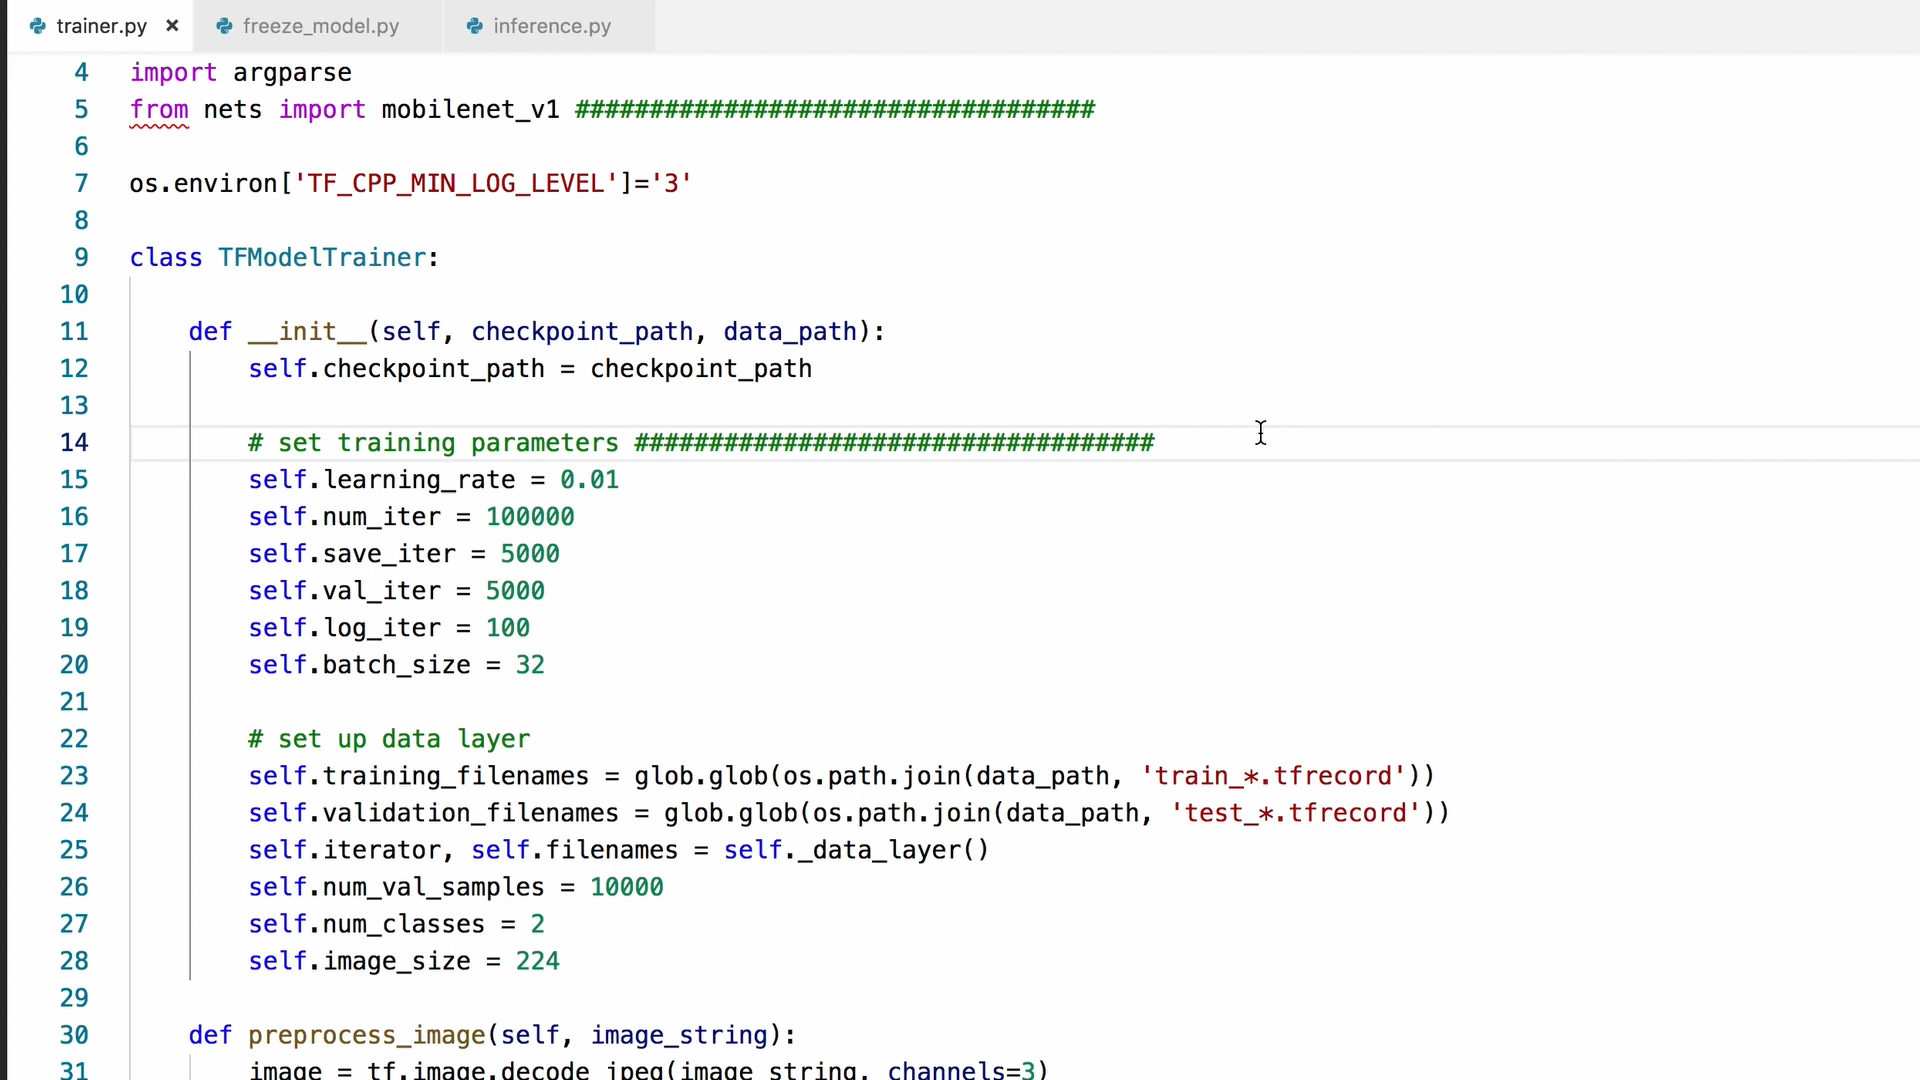 trainer.py × freeze_model.py inference.py
4 import argparse
5 from nets import mobilenet_v1 ###################################
6
7 os.environ['TF_CPP_MIN_LOG_LEVEL']='3'
8
9 class TFModelTrainer:
10
11 def __init__(self, checkpoint_path, data_path):
12 self.checkpoint_path = checkpoint_path
13
14 # set training parameters ###################################
15 self.learning_rate = 0.01
16 self.num_iter = 100000
17 self.save_iter = 5000
18 self.val_iter = 5000
19 self.log_iter = 100
20 self.batch_size = 32
21
22 # set up data layer
23 self.training_filenames = glob.glob(os.path.join(data_path, 'train_*.tfrecord'))
24 self.validation_filenames = glob.glob(os.path.join(data_path, 'test_*.tfrecord'))
25 self.iterator, self.filenames = self._data_layer()
26 self.num_val_samples = 10000
27 self.num_classes = 2
28 self.image_size = 224
29
30 def preprocess_image(self, image_string):
31 image = tf.image.decode_jpeg(image_string, channels=3)